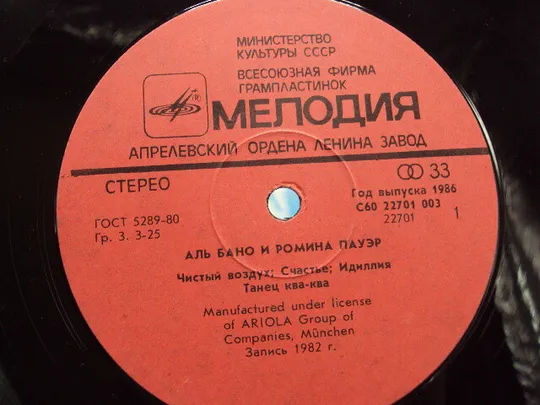 МИНИСТЕРСТВО
КУЛЬТУРЫ СССР
ВСЕСОЮЗНАЯ ФИРМА
ГРАМПЛАСТИНОК
МЕЛОДИЯ
АПРЕЛЕВСКИЙ ОРДЕНА ЛЕНИНА ЗАВОД
СТЕРЕО
33
ГОСТ 5289-80
Гр. 3. 3-25
Год выпуска 1986
С60 22701 003
22701 1
АЛЬ БАНО И РОМИНА ПАУЭР
Чистый воздух; Счастье; Идиллия
Танец ква-ква
Manufactured under license
of ARIOLA Group of
Companies, München
Запись 1982 г.